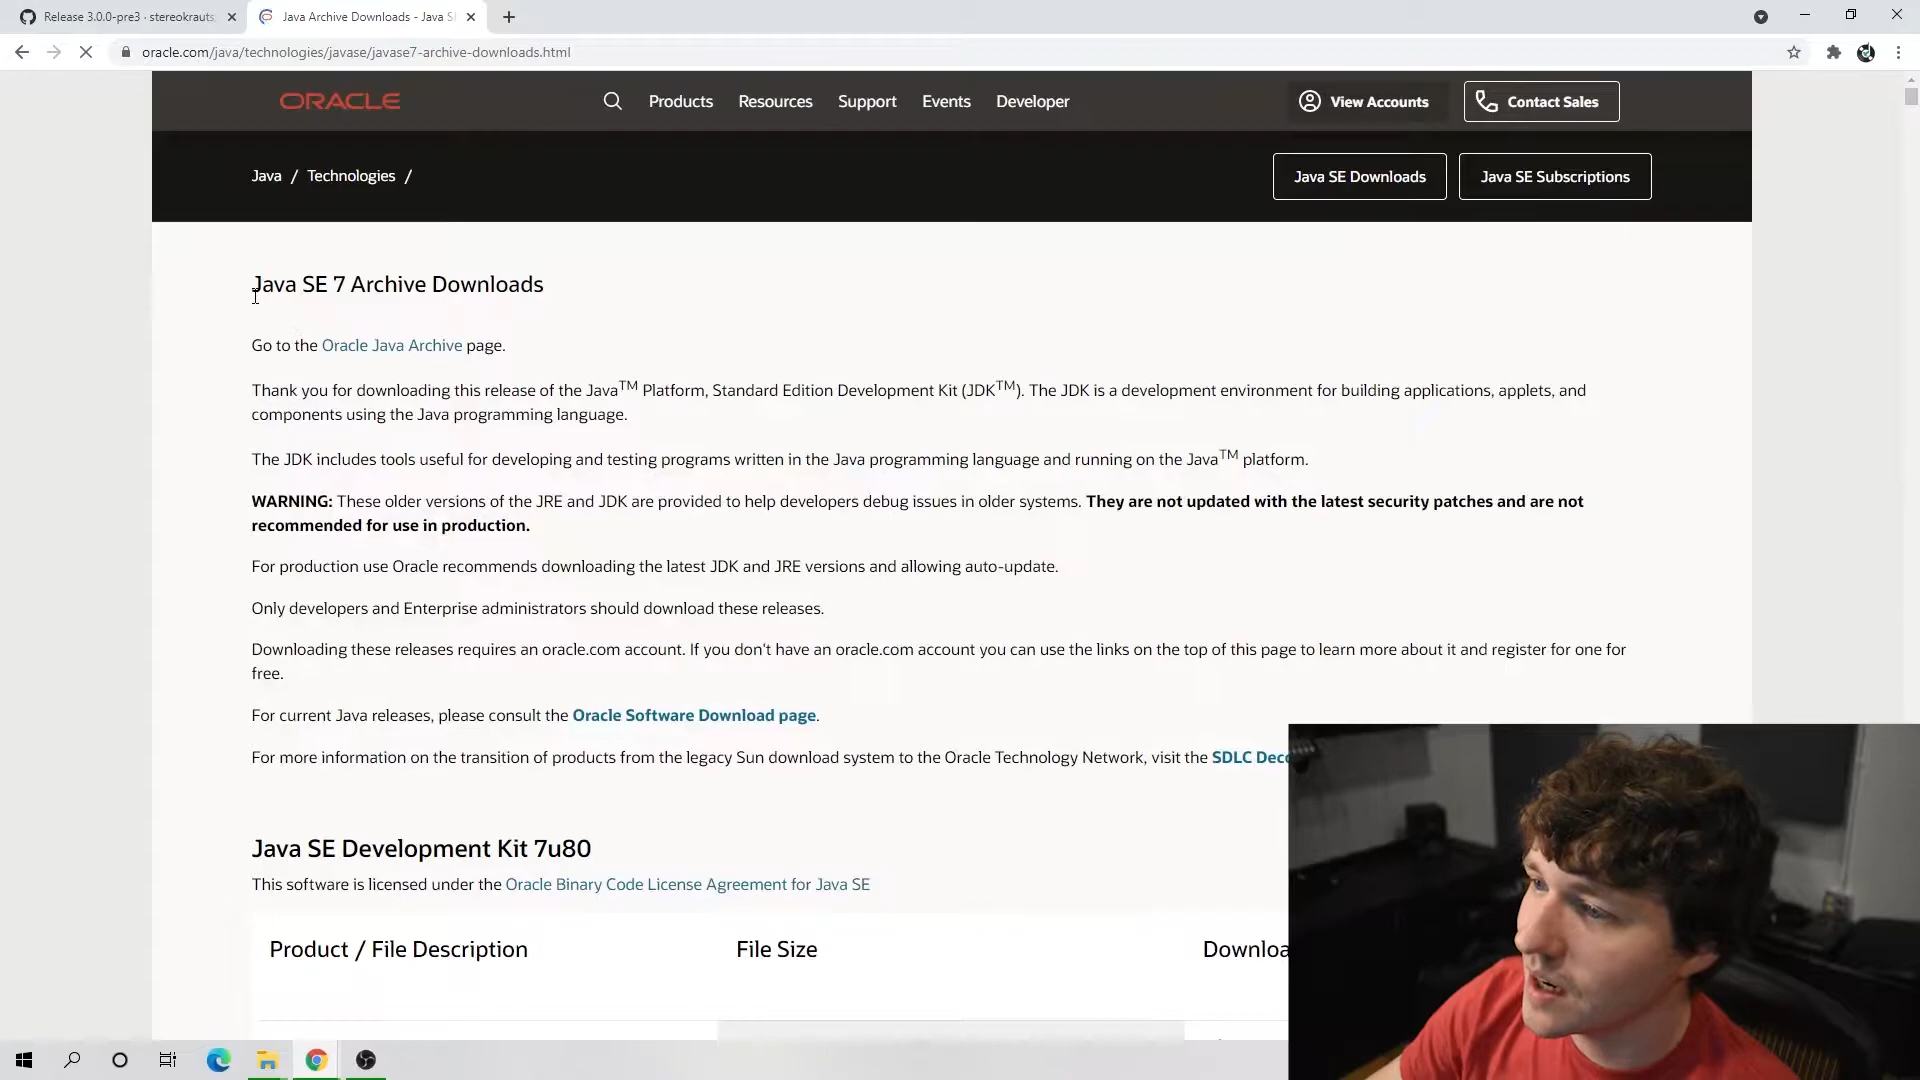 Release 3.0.0-pre3 · stereokrauts
Java Archive Downloads - Java S
oracle.com/java/technologies/javase/javase7-archive-downloads.html
ORACLE
Products
Resources
Support
Events
Developer
View Accounts
Contact Sales
Java / Technologies /
Java SE Downloads
Java SE Subscriptions
Java SE 7 Archive Downloads
Go to the Oracle Java Archive page.
Thank you for downloading this release of the Java™ Platform, Standard Edition Development Kit (JDK™). The JDK is a development environment for building applications, applets, and
components using the Java programming language.
The JDK includes tools useful for developing and testing programs written in the Java programming language and running on the Java™ platform.
WARNING: These older versions of the JRE and JDK are provided to help developers debug issues in older systems. They are not updated with the latest security patches and are not
recommended for use in production.
For production use Oracle recommends downloading the latest JDK and JRE versions and allowing auto-update.
Only developers and Enterprise administrators should download these releases.
Downloading these releases requires an oracle.com account. If you don't have an oracle.com account you can use the links on the top of this page to learn more about it and register for one for
free.
For current Java releases, please consult the Oracle Software Download page.
For more information on the transition of products from the legacy Sun download system to the Oracle Technology Network, visit the SDLC Deco
Java SE Development Kit 7u80
This software is licensed under the Oracle Binary Code License Agreement for Java SE
Product / File Description
File Size
Downloa